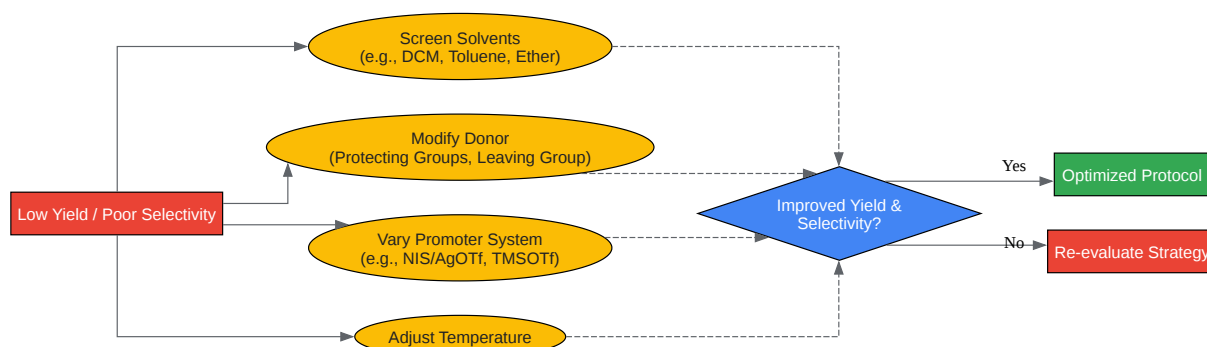 Screen Solvents
(e.g., DCM, Toluene, Ether)
Modify Donor
(Protecting Groups, Leaving Group)
Low Yield / Poor Selectivity
Vary Promoter System
(e.g., NIS/AgOTf, TMSOTf)
Adjust Temperature
Improved Yield &
Selectivity?
Yes
Optimized Protocol
No
Re-evaluate Strategy